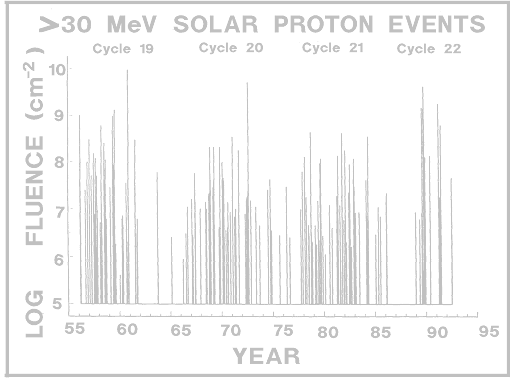 >30 MeV SOLAR PROTON EVENTS
Cycle 19 Cycle 20 Cycle 21 Cycle 22
LOG FLUENCE (cm⁻²)
10
9
8
7
6
5
55 60 65 70 75 80 85 90 95
YEAR